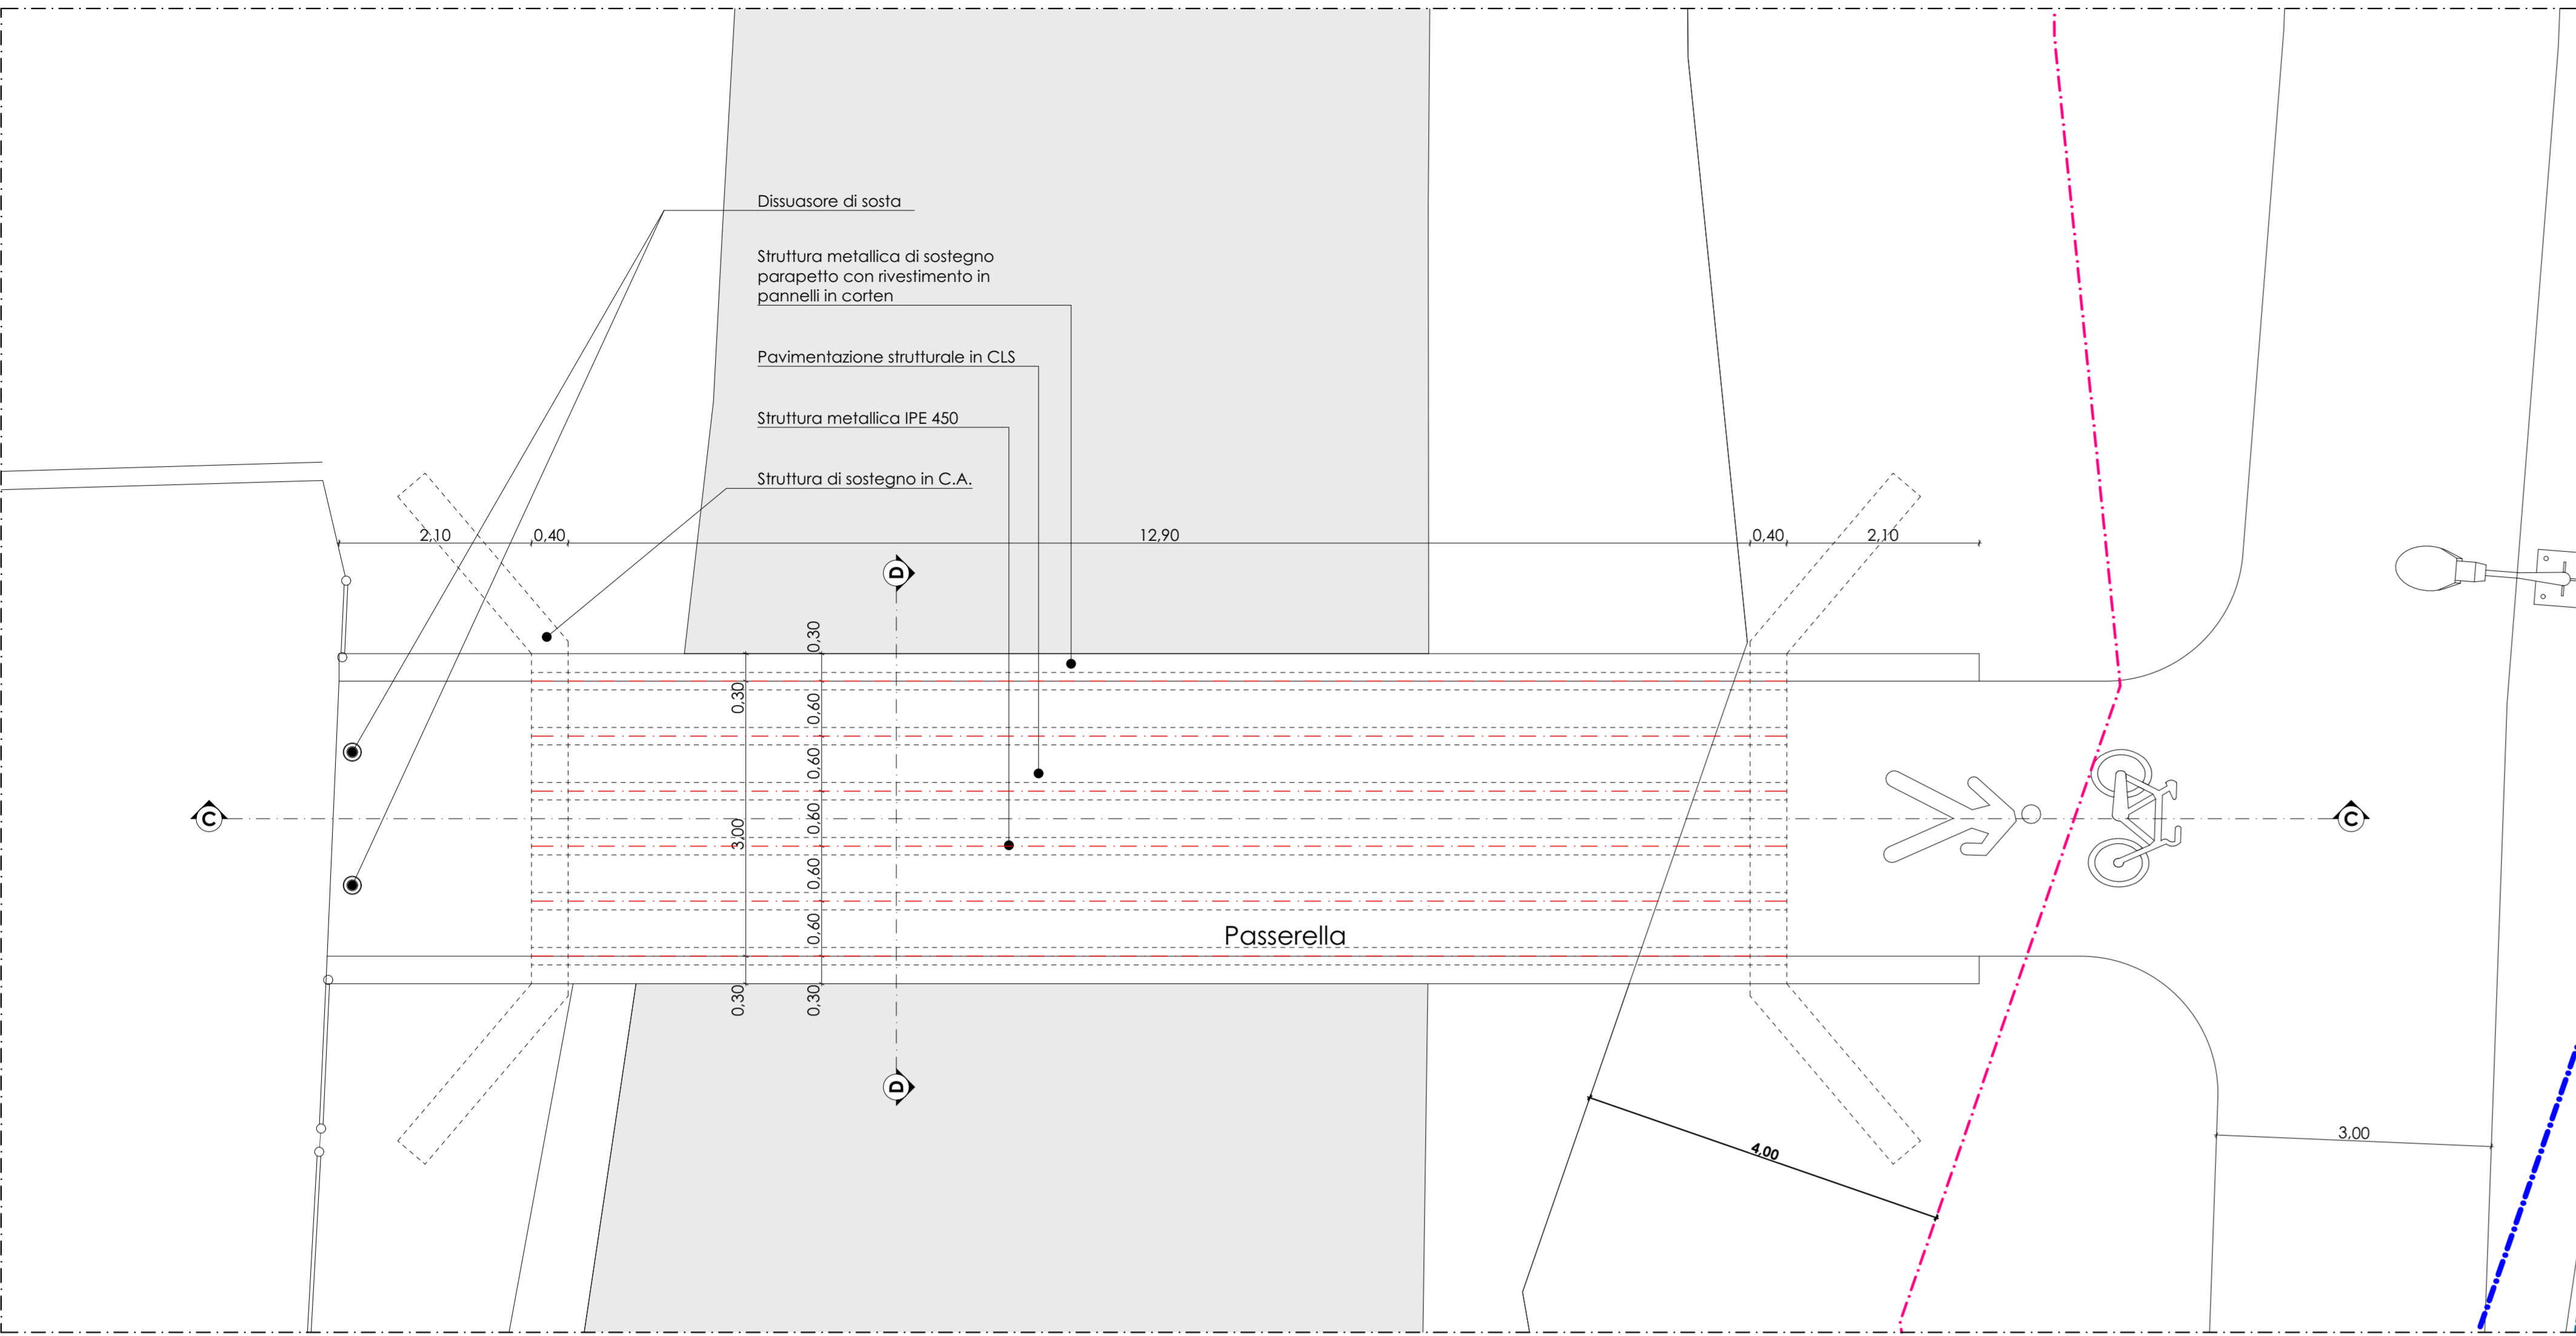 Dissuasore di sosta
Struttura metallica di sostegno
parapetto con rivestimento in
pannelli in corten
Pavimentazione strutturale in CLS
Struttura metallica IPE 450
Struttura di sostegno in C.A.
2,10
0,40
12,90
0,40
2,10
D
0,30
0,30
0,60
0,60
0,60
3,00
0,60
0,60
0,30
0,30
C
C
Passerella
D
4,00
3,00